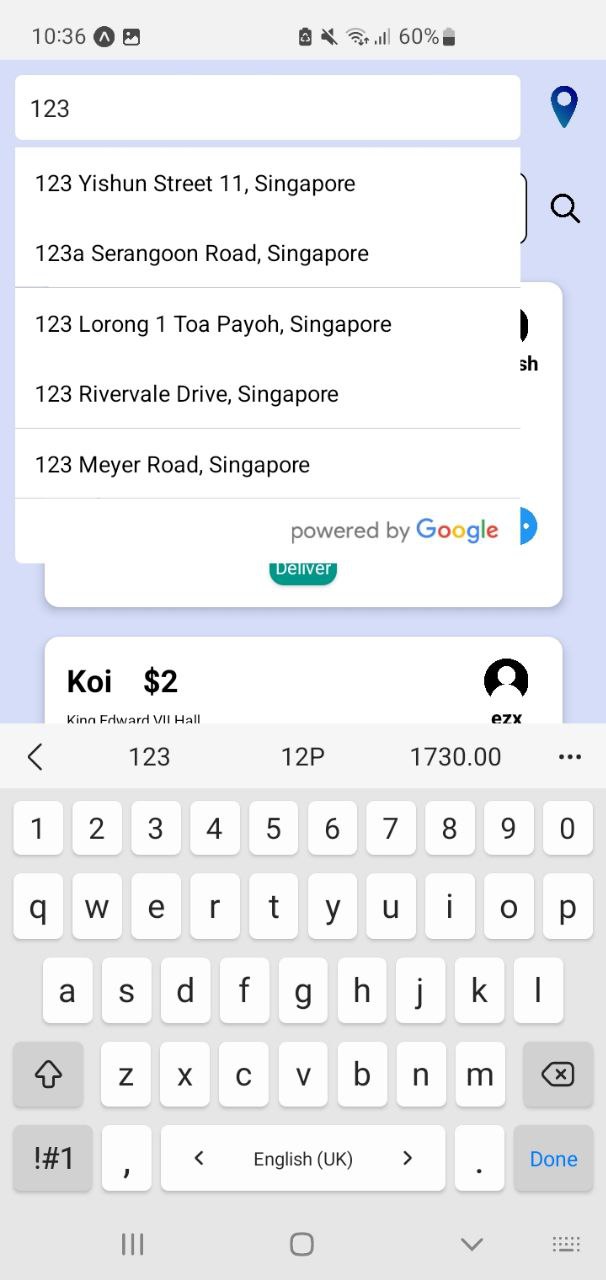 10:36 60%
123
123 Yishun Street 11, Singapore
123a Serangoon Road, Singapore
123 Lorong 1 Toa Payoh, Singapore
sh
123 Rivervale Drive, Singapore
123 Meyer Road, Singapore
powered by Google
Deliver
Koi $2
King Edward VII Hall
ezx
123 12P 1730.00 ...
1 2 3 4 5 6 7 8 9 0
q w e r t y u i o p
a s d f g h j k l
z x c v b n m
!#1 , < English (UK) > . Done